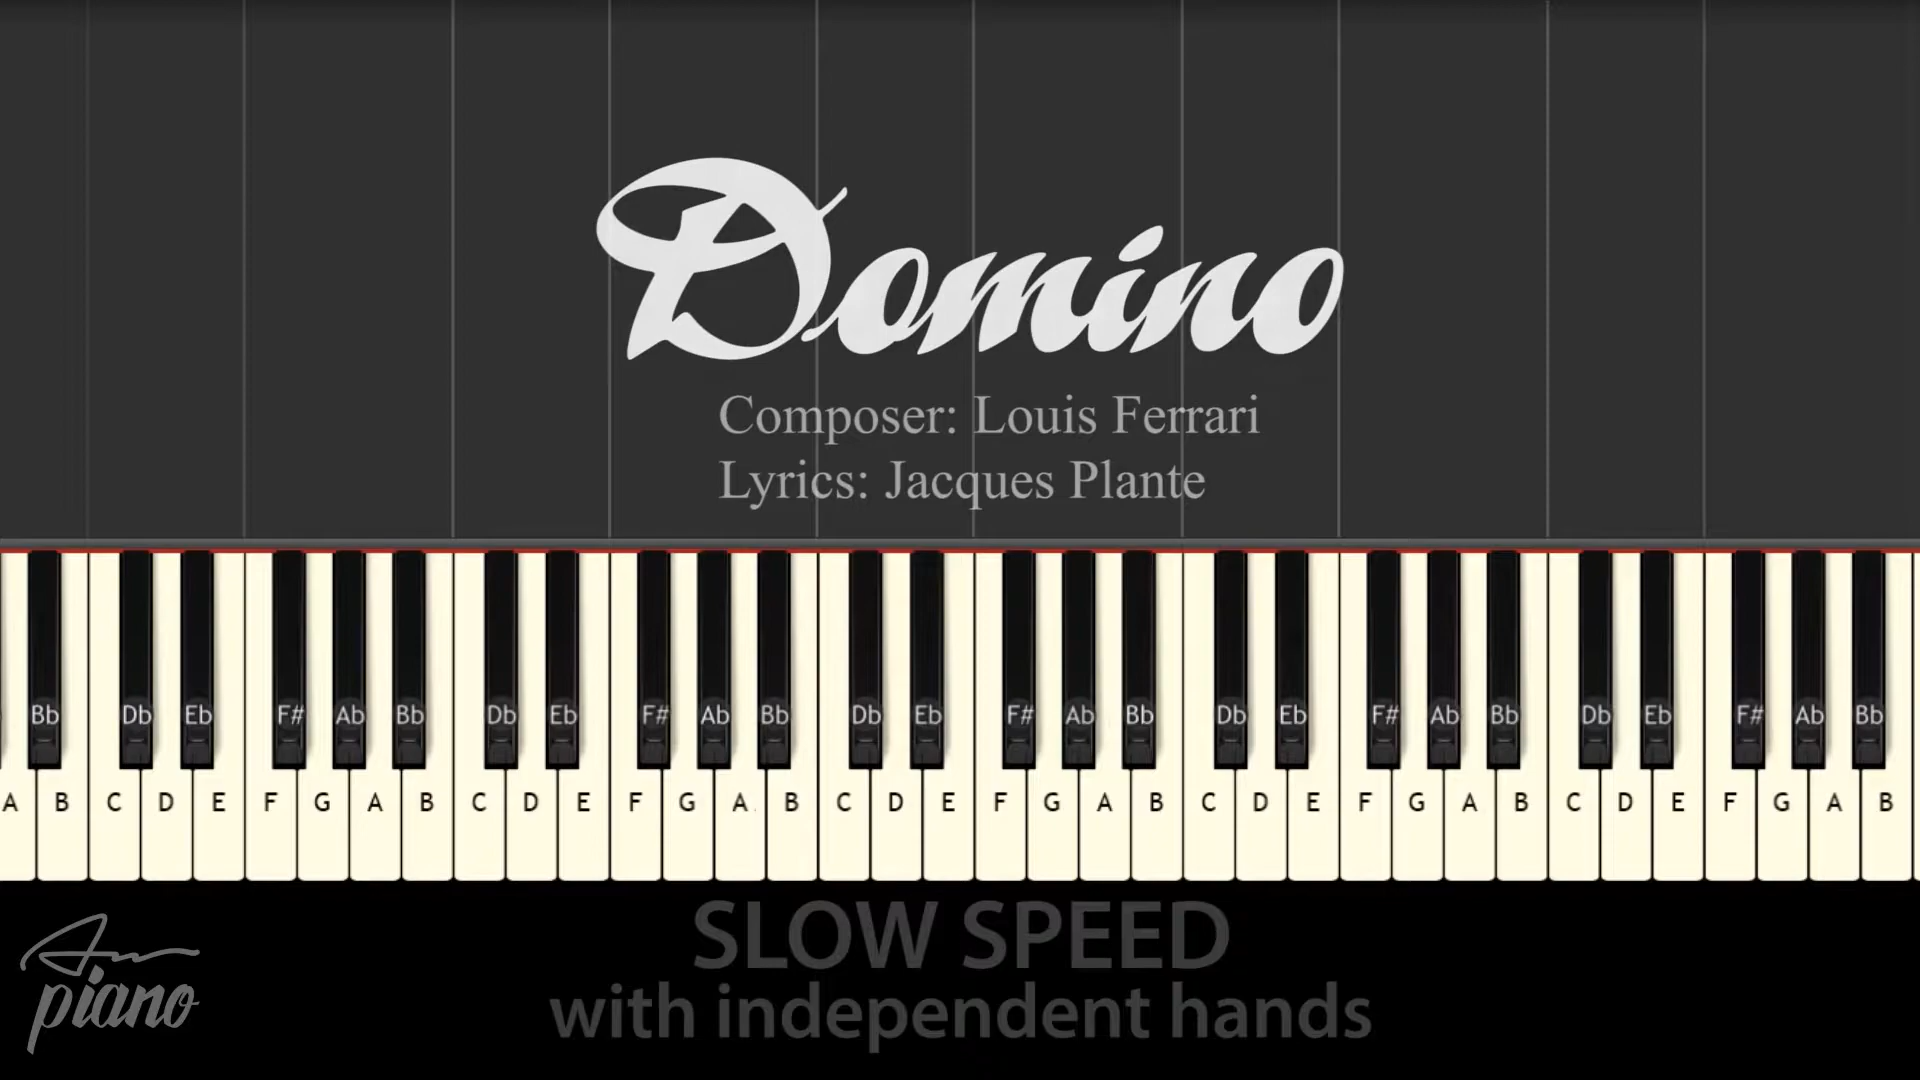 Domino
Composer: Louis Ferrari
Lyrics: Jacques Plante
Bb Db Eb F# Ab Bb Db Eb F# Ab Bb Db Eb F# Ab Bb Db Eb F# Ab Bb Db Eb F# Ab Bb
A B C D E F G A B C D E F G A B C D E F G A B C D E F G A B C D E F G A B
SLOW SPEED
with independent hands
piano